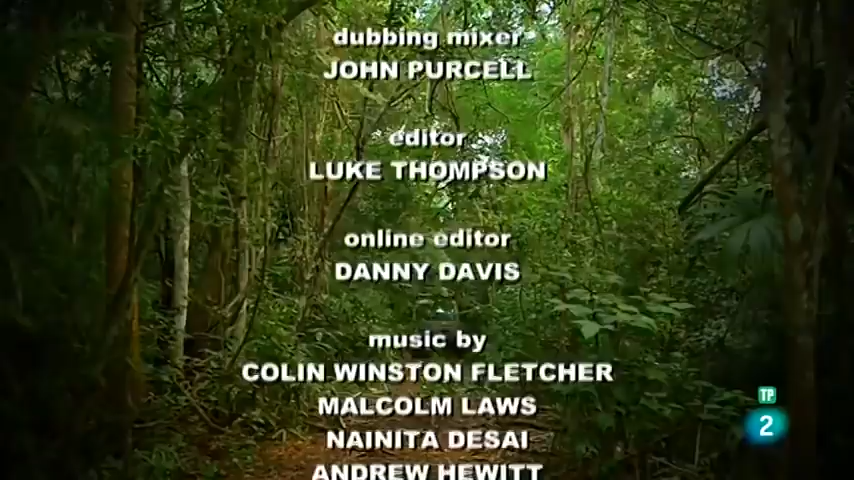 dubbing mixer
JOHN PURCELL
editor
LUKE THOMPSON
online editor
DANNY DAVIS
music by
COLIN WINSTON FLETCHER
MALCOLM LAWS
NAINITA DESAI
ANDREW HEWITT
TP
2